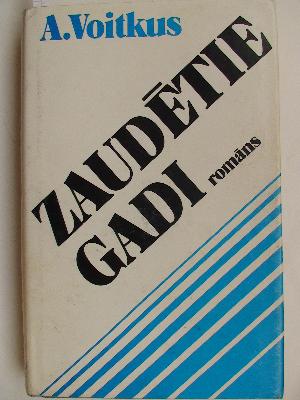 A.Voitkus
ZAUDĒTIE
GADI
romāns